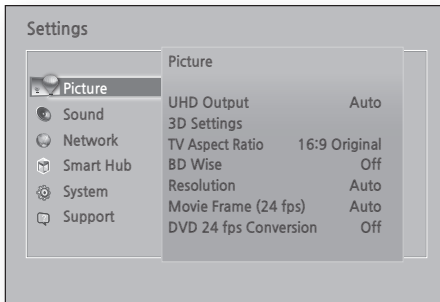 Settings
Picture
Sound
Network
Smart Hub
System
Support
Picture
UHD Output Auto
3D Settings
TV Aspect Ratio 16:9 Original
BD Wise Off
Resolution Auto
Movie Frame (24 fps) Auto
DVD 24 fps Conversion Off